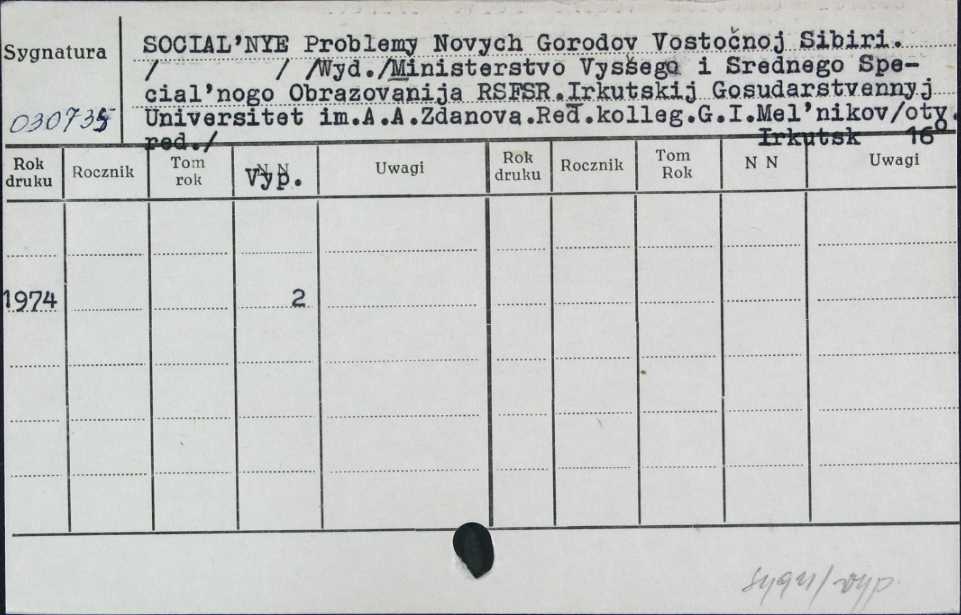 Sygnatura
030735
SOCIAL'NYE Problemy Novych Gorodov Vostočnoj Sibiri.
/ / /Wyd./Ministerstvo Vysšego i Srednego Spe-
cial'nogo Obrazovanija RSFSR.Irkutskij Gosudarstvennyj
Universitet im.A.A.Zdanova.Red.kolleg.G.I.Mel'nikov/otv.
red./ Irkutsk 16°
Rok druku Rocznik Tom rok N N Vyp. Uwagi Rok druku Rocznik Tom Rok N N Uwagi
1974 2
sygn/wyp.